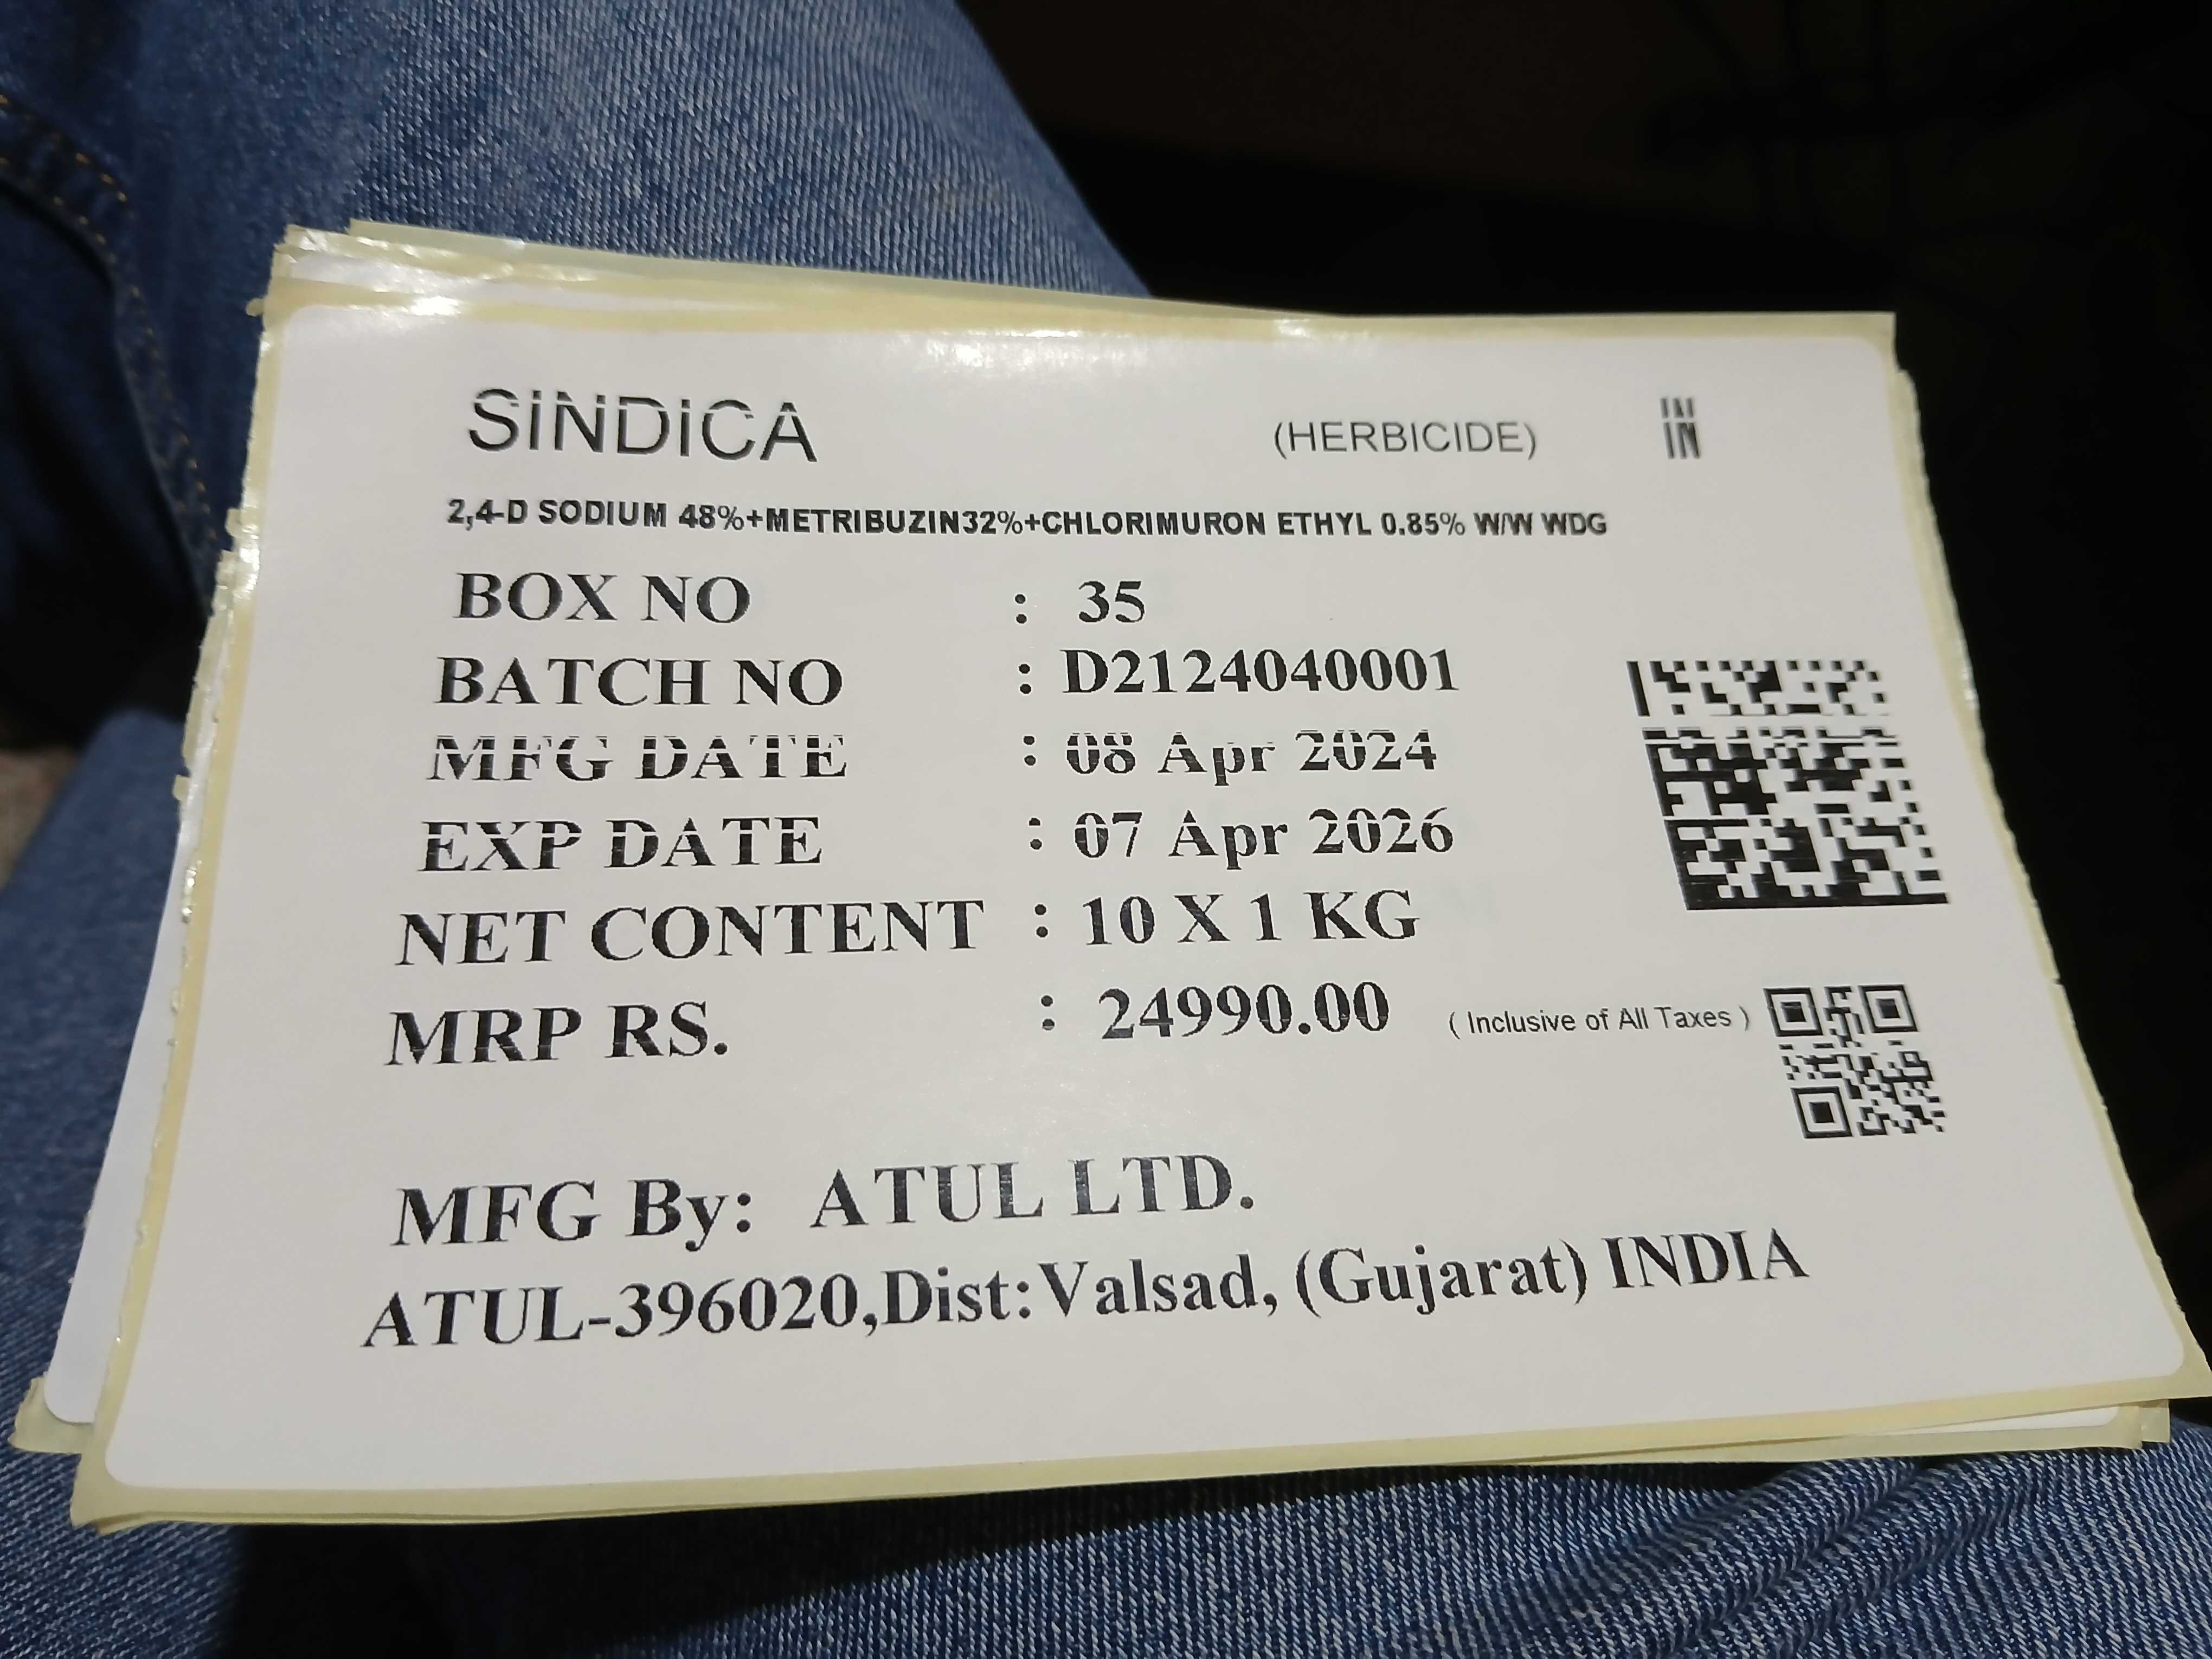 SiNDiCA (HERBICIDE) IN
IN
2,4-D SODIUM 48%+METRIBUZIN32%+CHLORIMURON ETHYL 0.85% W/W WDG
BOX NO : 35
BATCH NO : D2124040001
MFG DATE : 08 Apr 2024
EXP DATE : 07 Apr 2026
NET CONTENT : 10 X 1 KG
MRP RS. : 24990.00 ( Inclusive of All Taxes )
MFG By: ATUL LTD.
ATUL-396020,Dist:Valsad, (Gujarat) INDIA